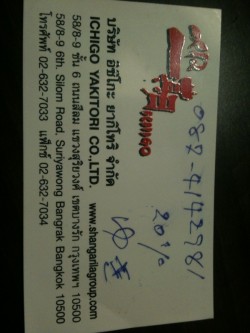 บริษัท อิชิโกะ ยากิโทริ จำกัด
ICHIGO YAKITORI CO.,LTD. www.shangarilagroup.com
58/8-9 ชั้น 6 ถนนสีลม แขวงสุริยวงศ์ เขตบางรัก กรุงเทพฯ 10500
58/8-9 6th. Silom Road, Suriyawong Bangrak Bangkok 10500
โทรศัพท์ 02-632-7033 แฟ็กซ์ 02-632-7034
087-9142981
20%